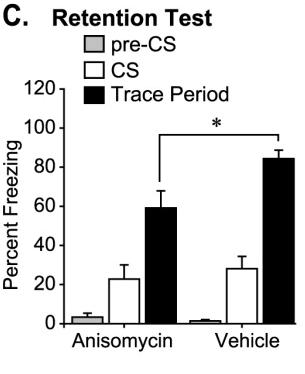 C. Retention Test
pre-CS
CS
Trace Period
Percent Freezing
120
100
80
60
40
20
0
*
Anisomycin Vehicle